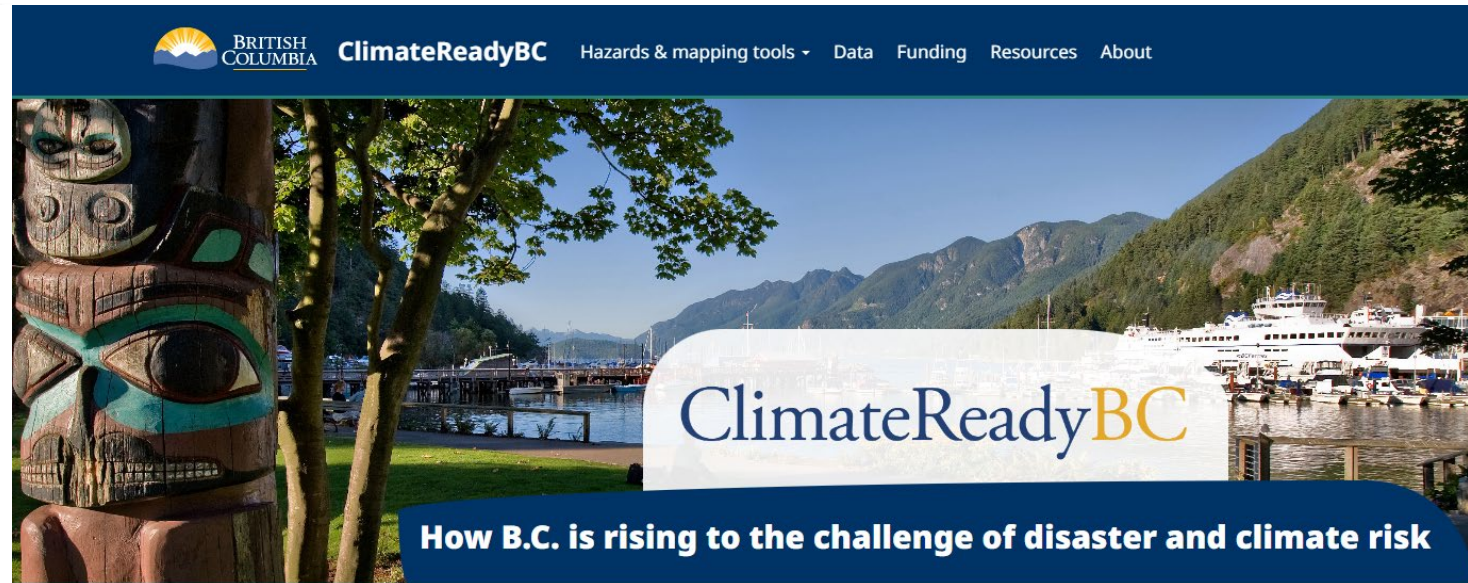 BRITISH
COLUMBIA
ClimateReadyBC
Hazards & mapping tools
Data
Funding
Resources
About
BCFerries
ClimateReadyBC
How B.C. is rising to the challenge of disaster and climate risk